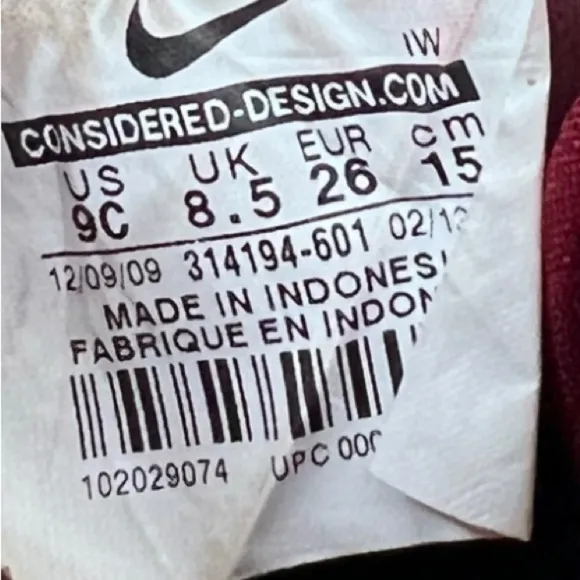 IW
CONSIDERED-DESIGN.COM
US UK EUR cm
9C 8.5 26 15
12/09/09 314194-601
MADE IN
FABRIQUE EN
102029074 UPC